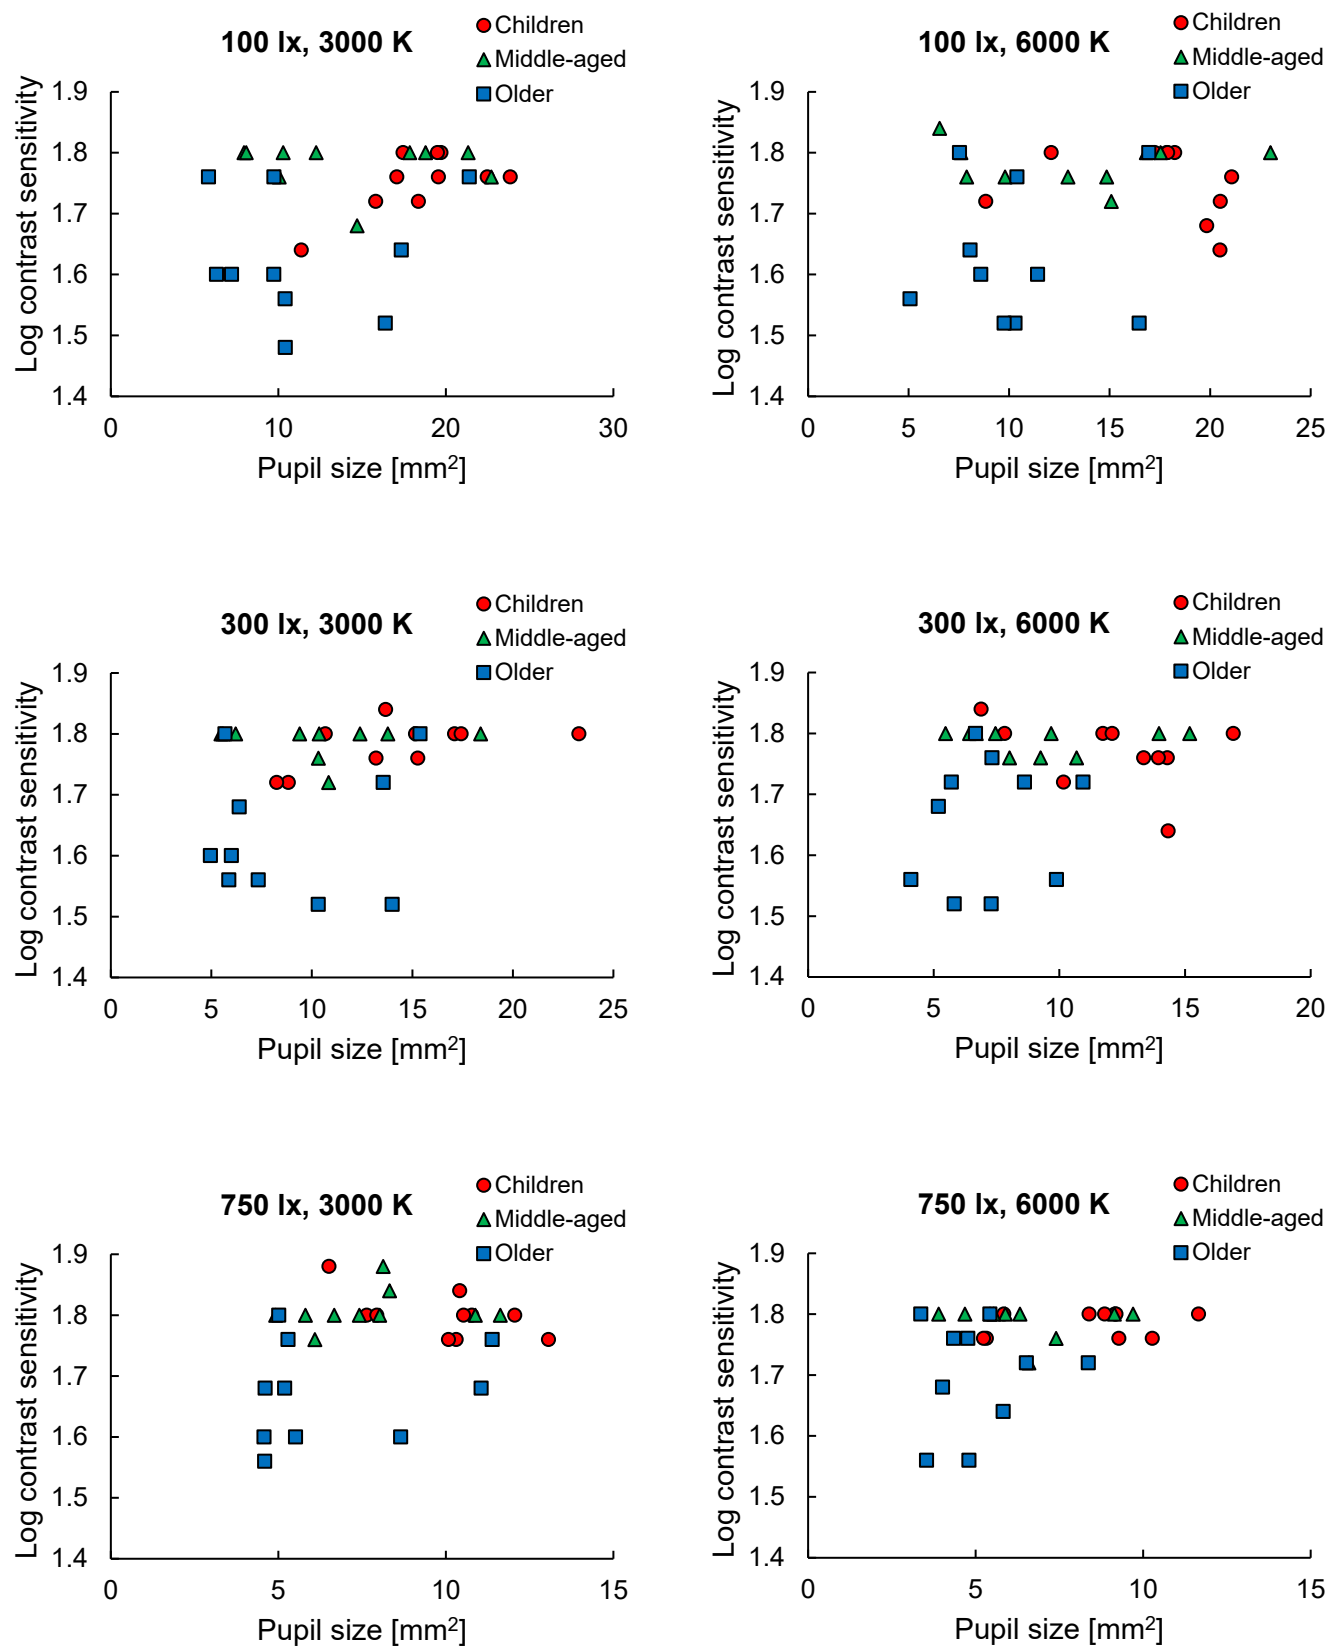 100 lx, 3000 K
Children
Middle-aged
Older
Log contrast sensitivity
1.9
1.8
1.7
1.6
1.5
1.4
0 10 20 30
Pupil size [mm²]
100 lx, 6000 K
Children
Middle-aged
Older
Log contrast sensitivity
1.9
1.8
1.7
1.6
1.5
1.4
0 5 10 15 20 25
Pupil size [mm²]
300 lx, 3000 K
Children
Middle-aged
Older
Log contrast sensitivity
1.9
1.8
1.7
1.6
1.5
1.4
0 5 10 15 20 25
Pupil size [mm²]
300 lx, 6000 K
Children
Middle-aged
Older
Log contrast sensitivity
1.9
1.8
1.7
1.6
1.5
1.4
0 5 10 15 20
Pupil size [mm²]
750 lx, 3000 K
Children
Middle-aged
Older
Log contrast sensitivity
1.9
1.8
1.7
1.6
1.5
1.4
0 5 10 15
Pupil size [mm²]
750 lx, 6000 K
Children
Middle-aged
Older
Log contrast sensitivity
1.9
1.8
1.7
1.6
1.5
1.4
0 5 10 15
Pupil size [mm²]